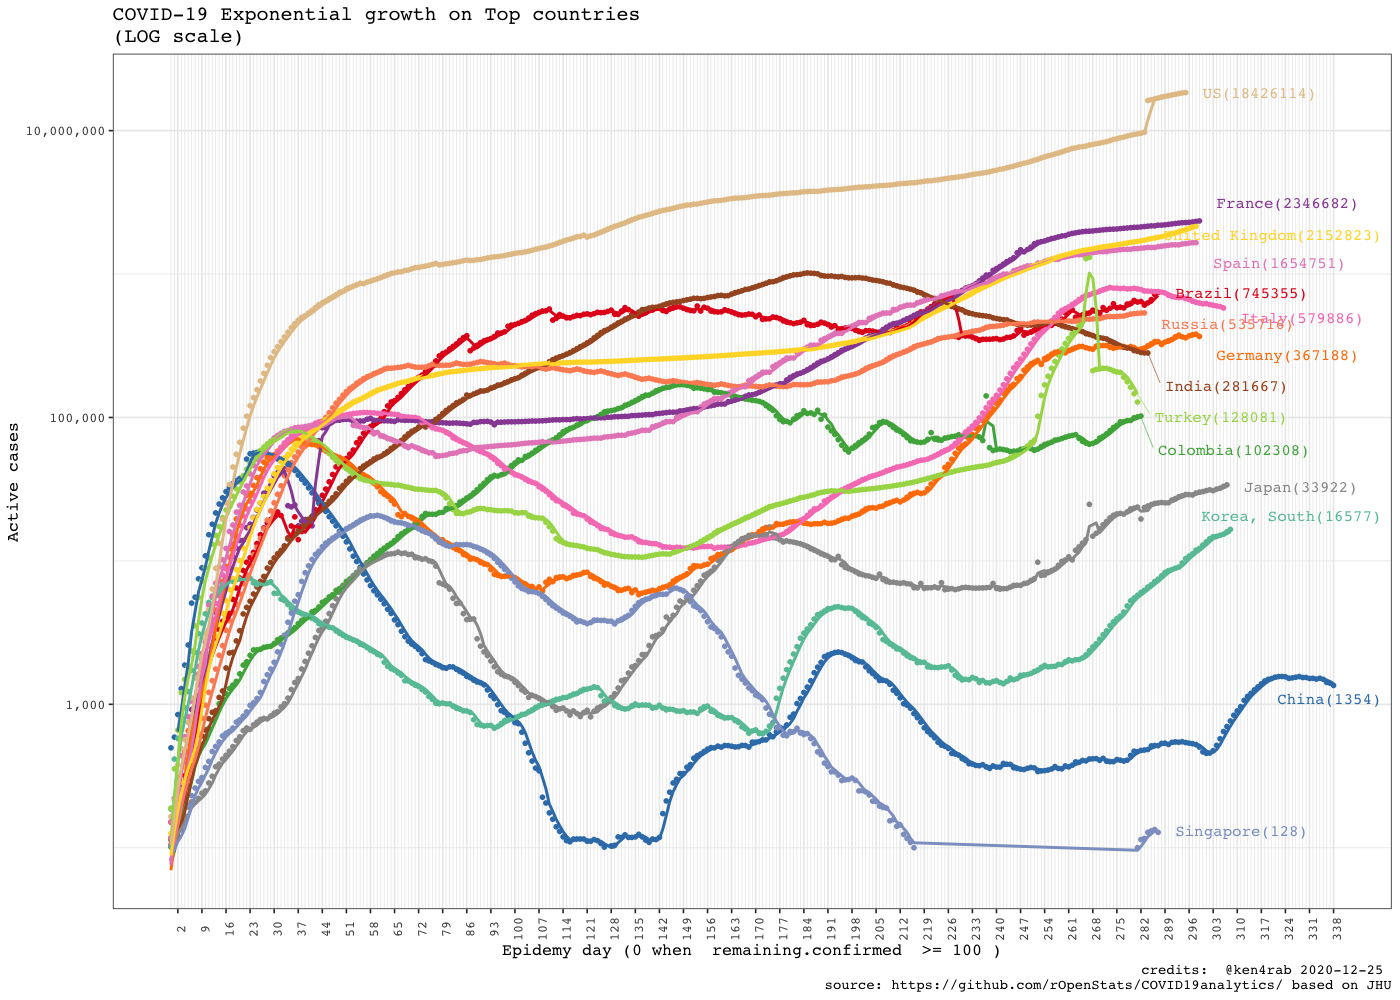 COVID-19 Exponential growth on Top countries
(LOG scale)
Active cases
10,000,000
100,000
1,000
US(18426114)
France(2346682)
United Kingdom(2152823)
Spain(1654751)
Brazil(745355)
Italy(579886)
Russia(535716)
Germany(367188)
India(281667)
Turkey(128081)
Colombia(102308)
Japan(33922)
Korea, South(16577)
China(1354)
Singapore(128)
2 9 16 23 30 37 44 51 58 65 72 79 86 93 100 107 114 121 128 135 142 149 156 163 170 177 184 191 198 205 212 219 226 233 240 247 254 261 268 275 282 289 296 303 310 317 324 331 338
Epidemy day (0 when  remaining.confirmed  >= 100 )
credits:  @ken4rab 2020-12-25
source: https://github.com/rOpenStats/COVID19analytics/ based on JHU